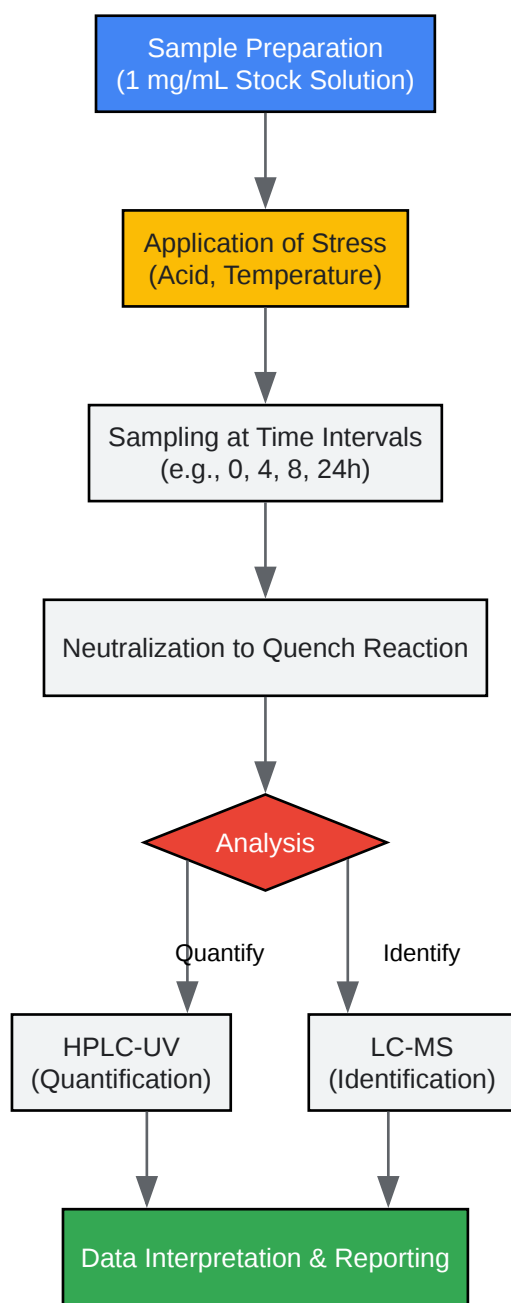 Sample Preparation
(1 mg/mL Stock Solution)
Application of Stress
(Acid, Temperature)
Sampling at Time Intervals
(e.g., 0, 4, 8, 24h)
Neutralization to Quench Reaction
Analysis
Quantify
Identify
HPLC-UV
(Quantification)
LC-MS
(Identification)
Data Interpretation & Reporting